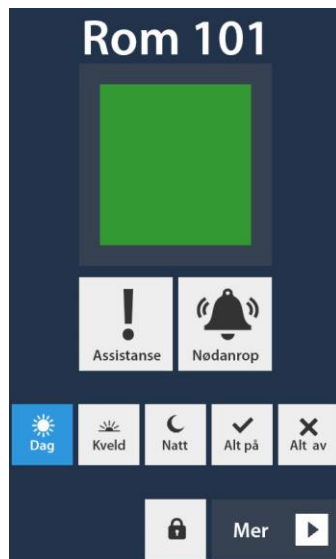 Rom 101
Assistanse
Nødanrop
Dag
Kveld
Natt
Alt på
Alt av
Mer